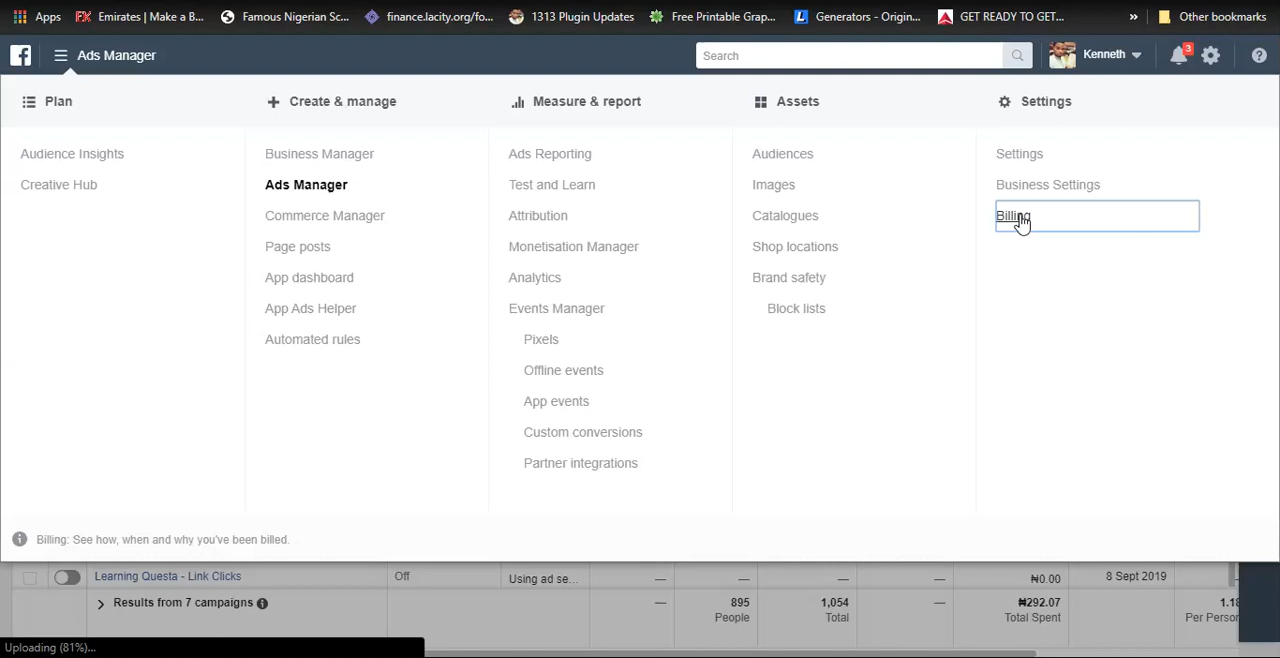 Apps
Emirates | Make a B...
Famous Nigerian Sc...
finance.lacity.org/fo...
1313 Plugin Updates
Free Printable Grap...
Generators - Origin...
GET READY TO GET...
»
Other bookmarks
Ads Manager
Search
Kenneth
3
Plan
Create & manage
Measure & report
Assets
Settings
Audience Insights
Creative Hub
Business Manager
Ads Manager
Commerce Manager
Page posts
App dashboard
App Ads Helper
Automated rules
Ads Reporting
Test and Learn
Attribution
Monetisation Manager
Analytics
Events Manager
Pixels
Offline events
App events
Custom conversions
Partner integrations
Audiences
Images
Catalogues
Shop locations
Brand safety
Block lists
Settings
Business Settings
Billing
Billing: See how, when and why you've been billed.
Learning Questa - Link Clicks
Off
Using ad se...
—
—
—
—
₦0.00
8 Sept 2019
Results from 7 campaigns
—
895
People
1,054
Total
—
₦292.07
Total Spent
1.18
Per Person
Uploading (81%)...